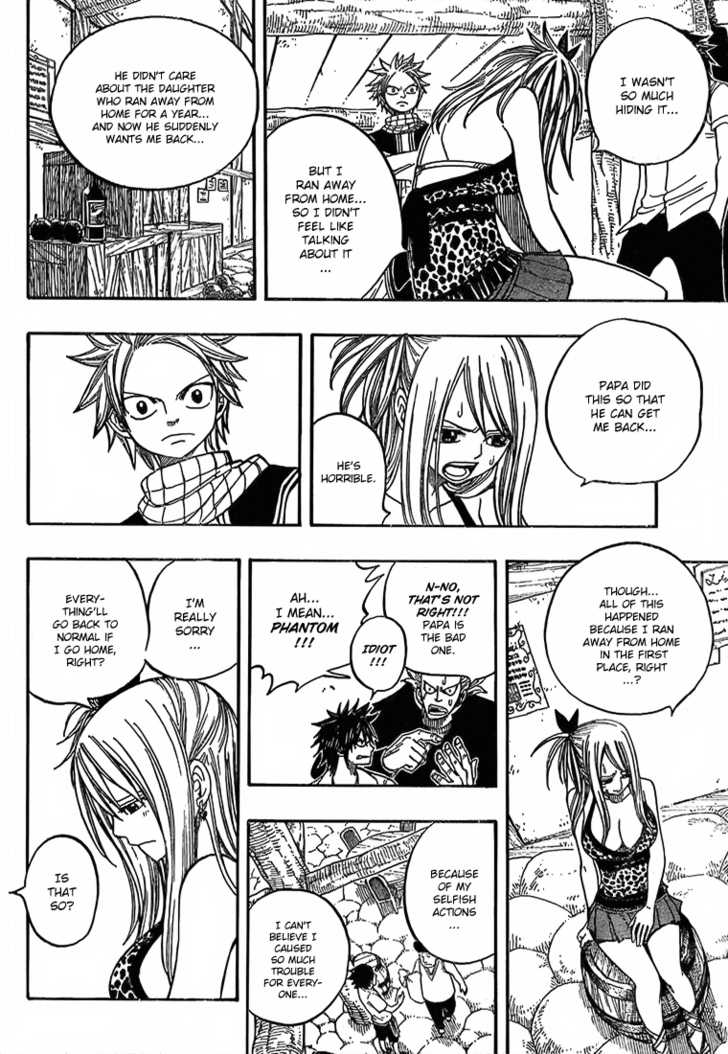 I WASN'T
SO MUCH
HIDING IT...
BUT I
RAN AWAY
FROM HOME...
SO I DIDN'T
FEEL LIKE
TALKING
ABOUT IT
...
HE DIDN'T CARE
ABOUT THE DAUGHTER
WHO RAN AWAY FROM
HOME FOR A YEAR...
...AND NOW HE SUDDENLY
WANTS ME BACK...
PAPA DID
THIS SO THAT
HE CAN GET
ME BACK...
HE'S
HORRIBLE.
THOUGH...
ALL OF THIS
HAPPENED
BECAUSE I RAN
AWAY FROM HOME
IN THE FIRST
PLACE, RIGHT
...?
N-NO,
THAT'S NOT
RIGHT!!!
PAPA IS
THE BAD
ONE.
IDIOT
!!!
AH...
I MEAN...
PHANTOM
!!!
BECAUSE
OF MY
SELFISH
ACTIONS
...
I CAN'T
BELIEVE I
CAUSED
SO MUCH
TROUBLE
FOR EVERY-
ONE...
I'M
REALLY
SORRY
...
EVERY-
THING'LL
GO BACK TO
NORMAL IF
I GO HOME,
RIGHT?
IS
THAT
SO?